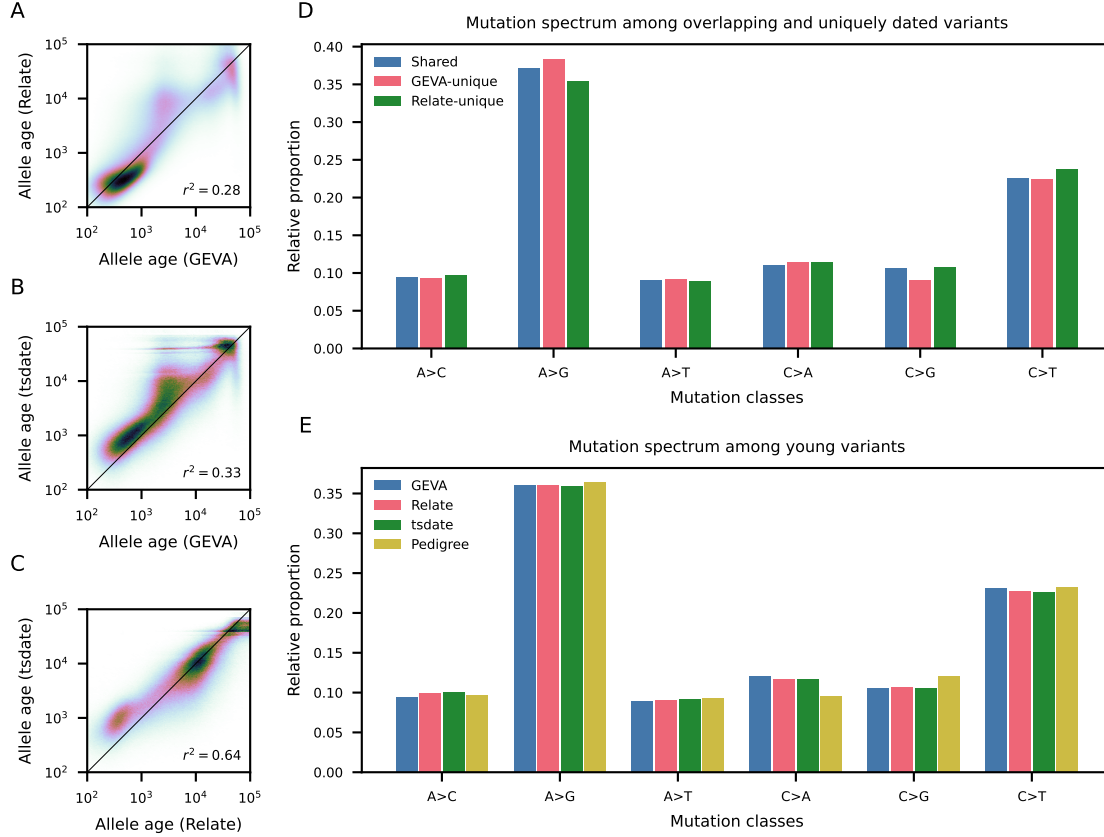 A
Allele age (Relate)
10^5
10^4
10^3
10^2
r^2 = 0.28
10^2 10^3 10^4 10^5
Allele age (GEVA)
B
Allele age (tsdate)
10^5
10^4
10^3
10^2
r^2 = 0.33
10^2 10^3 10^4 10^5
Allele age (GEVA)
C
Allele age (tsdate)
10^5
10^4
10^3
10^2
r^2 = 0.64
10^2 10^3 10^4 10^5
Allele age (Relate)
D
Mutation spectrum among overlapping and uniquely dated variants
Relative proportion
0.40
0.35
0.30
0.25
0.20
0.15
0.10
0.05
0.00
Shared
GEVA-unique
Relate-unique
A>C A>G A>T C>A C>G C>T
Mutation classes
E
Mutation spectrum among young variants
Relative proportion
0.35
0.30
0.25
0.20
0.15
0.10
0.05
0.00
GEVA
Relate
tsdate
Pedigree
A>C A>G A>T C>A C>G C>T
Mutation classes